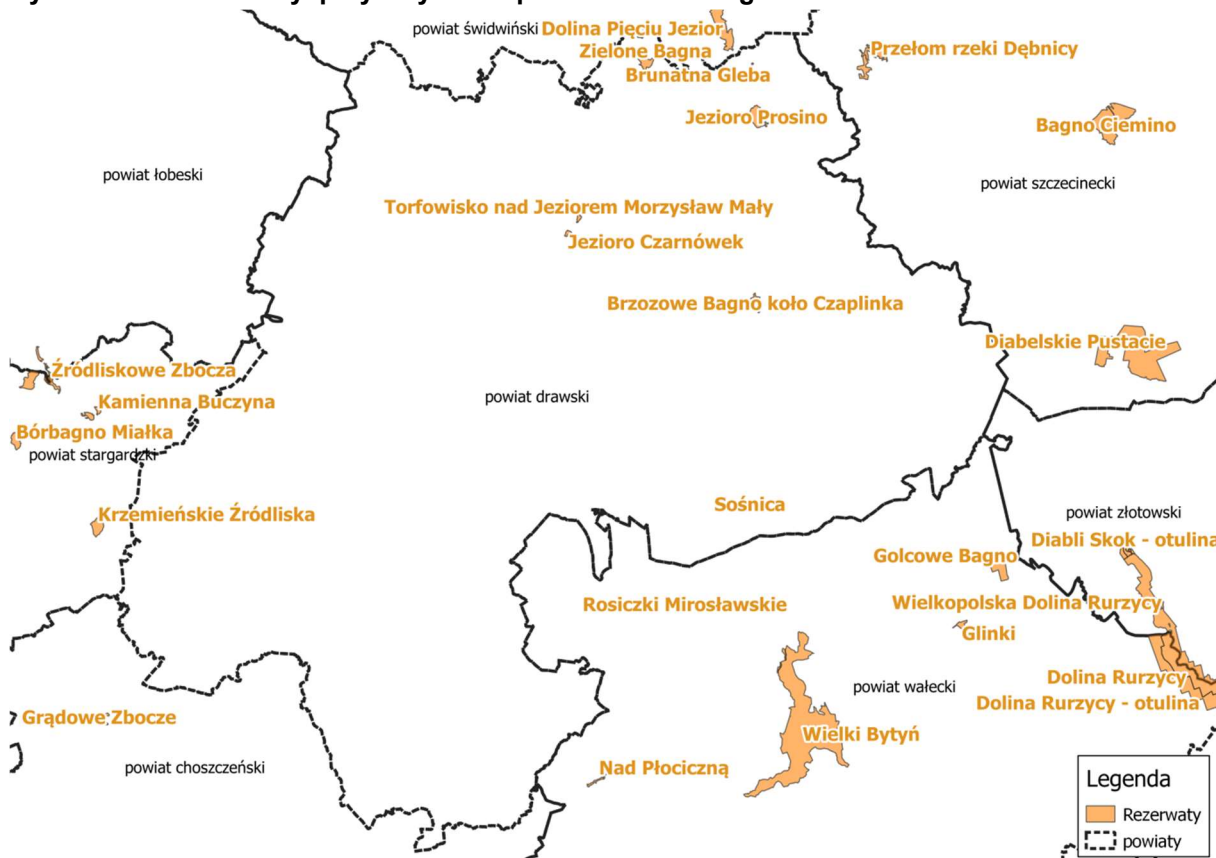 powiat świdwiński
Dolina Pięciu Jezior
Zielone Bagna
Brunatna Gleba
Przełom rzeki Dębnicy
Jezioro Prosino
Bagno Ciemino
powiat łobeski
powiat szczecinecki
Torfowisko nad Jeziorem Morzysław Mały
Jezioro Czarnówek
Brzozowe Bagno koło Czaplinka
Diabelskie Pustacie
Źródliskowe Zbocza
Kamienna Buczyna
powiat drawski
Bórbagno Miałka
powiat stargardzki
Krzemieńskie Źródliska
Sośnica
powiat złotowski
Diabli Skok - otulina
Golcowe Bagno
Rosiczki Mirosławskie
Wielkopolska Dolina Rurzycy
Glinki
Dolina Rurzycy
powiat wałecki
Dolina Rurzycy - otulina
Grądowe Zbocze
Wielki Bytyń
powiat choszczeński
Nad Płociczną
Legenda
Rezerwaty
powiaty